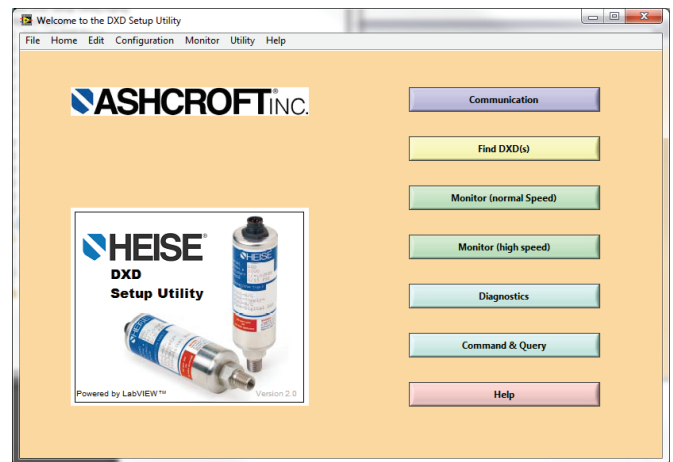 Welcome to the DXD Setup Utility
File Home Edit Configuration Monitor Utility Help
ASHCROFT INC.
Communication
Find DXD(s)
Monitor (normal Speed)
Monitor (high speed)
Diagnostics
Command & Query
Help
HEISE®
DXD
Setup Utility
HEISE
Powered by LabVIEW™
Version 2.0